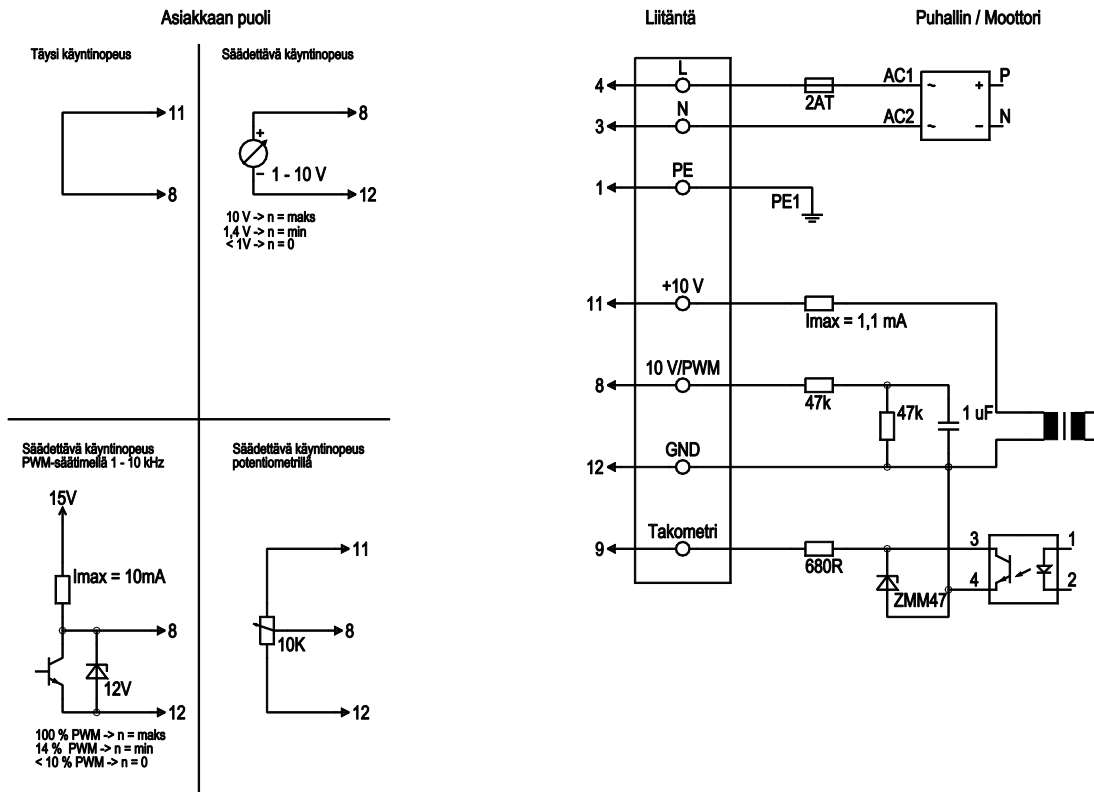 Asiakkaan puoli
Liitäntä
Puhallin / Moottori
Täysi käyntinopeus
Säädettävä käyntinopeus
11
8
8
+
–
1 - 10 V
12
10 V -> n = maks
1,4 V -> n = min
< 1V -> n = 0
Säädettävä käyntinopeus
PWM-säätimellä 1 - 10 kHz
15V
Imax = 10mA
8
12V
12
100 % PWM -> n = maks
14 % PWM -> n = min
< 10 % PWM -> n = 0
Säädettävä käyntinopeus
potentiometrillä
11
8
10K
12
4
L
2AT
AC1
~
+
P
3
N
AC2
~
–
N
1
PE
PE1
11
+10 V
Imax = 1,1 mA
8
10 V/PWM
47k
47k
1 uF
12
GND
9
Takometri
680R
ZMM47
3
1
4
2